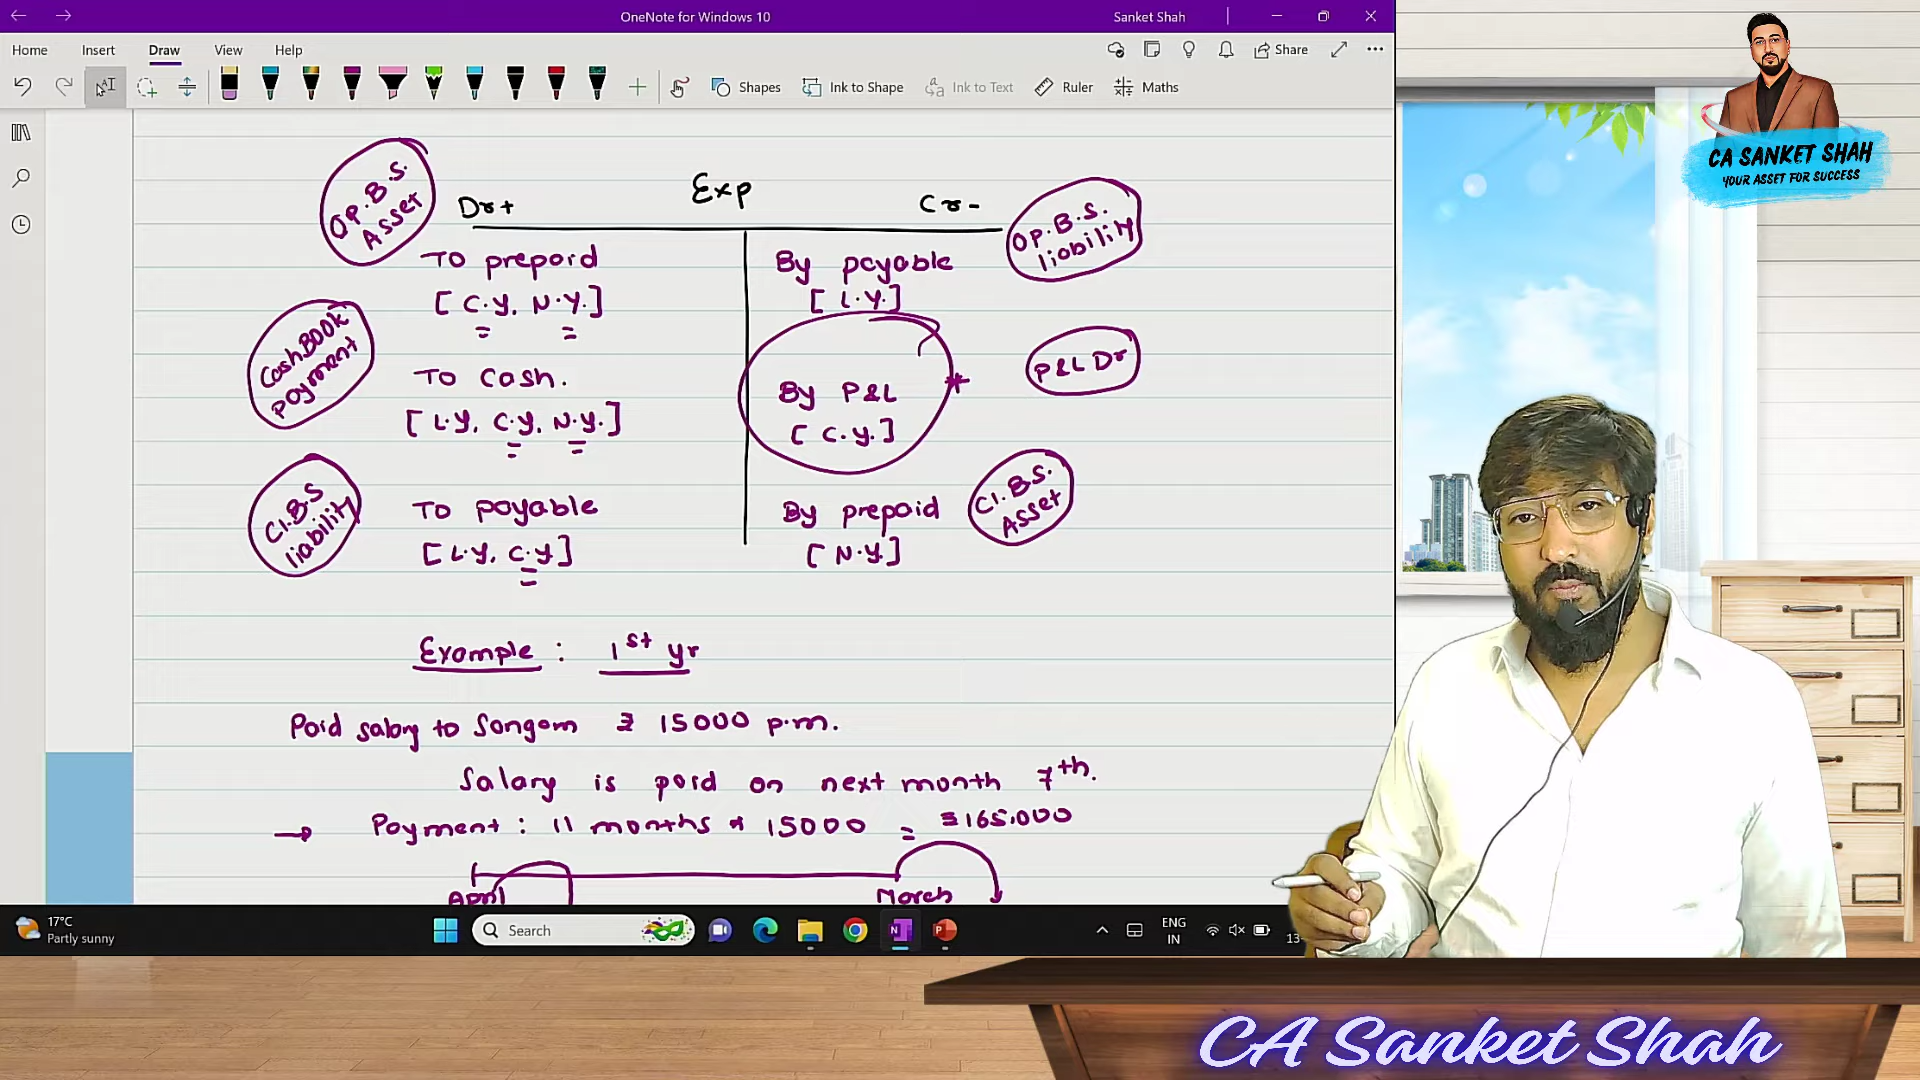 OneNote for Windows 10
Sanket Shah
Home Insert Draw View Help
Share
Shapes Ink to Shape Ink to Text Ruler Maths
Exp
Dr+ Cr-
Op. B.S. Asset
Op. B.S. liability
To prepaid By payable
[ C.Y, N.Y.] [ L.Y.]
Cash Book payment
P&L Dr
To Cash. By P&L *
[ L.Y, C.Y, N.Y.] [ C.Y.]
Cl. B.S liability
Cl. B.S. Asset
To payable By prepaid
[ L.Y, C.Y] [ N.Y.]
Example : 1st yr
Paid salary to Sangam ₹ 15000 p.m.
Salary is paid on next month 7th.
→ Payment : 11 months * 15000 = ₹165,000
April March
17°C
Partly sunny
Search
ENG
IN
13-
CA SANKET SHAH
YOUR ASSET FOR SUCCESS
CA Sanket Shah